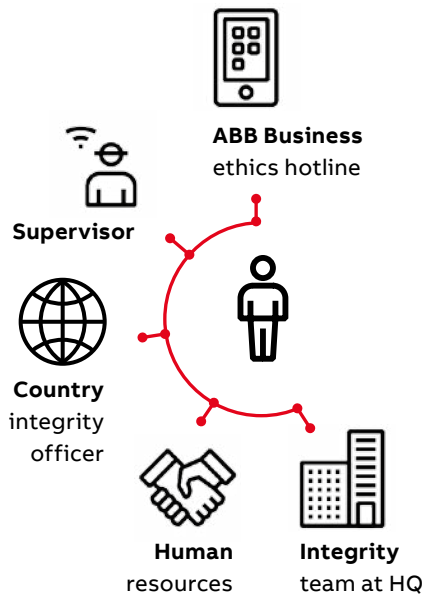 ABB Business
ethics hotline
Supervisor
Country
integrity
officer
Human
resources
Integrity
team at HQ